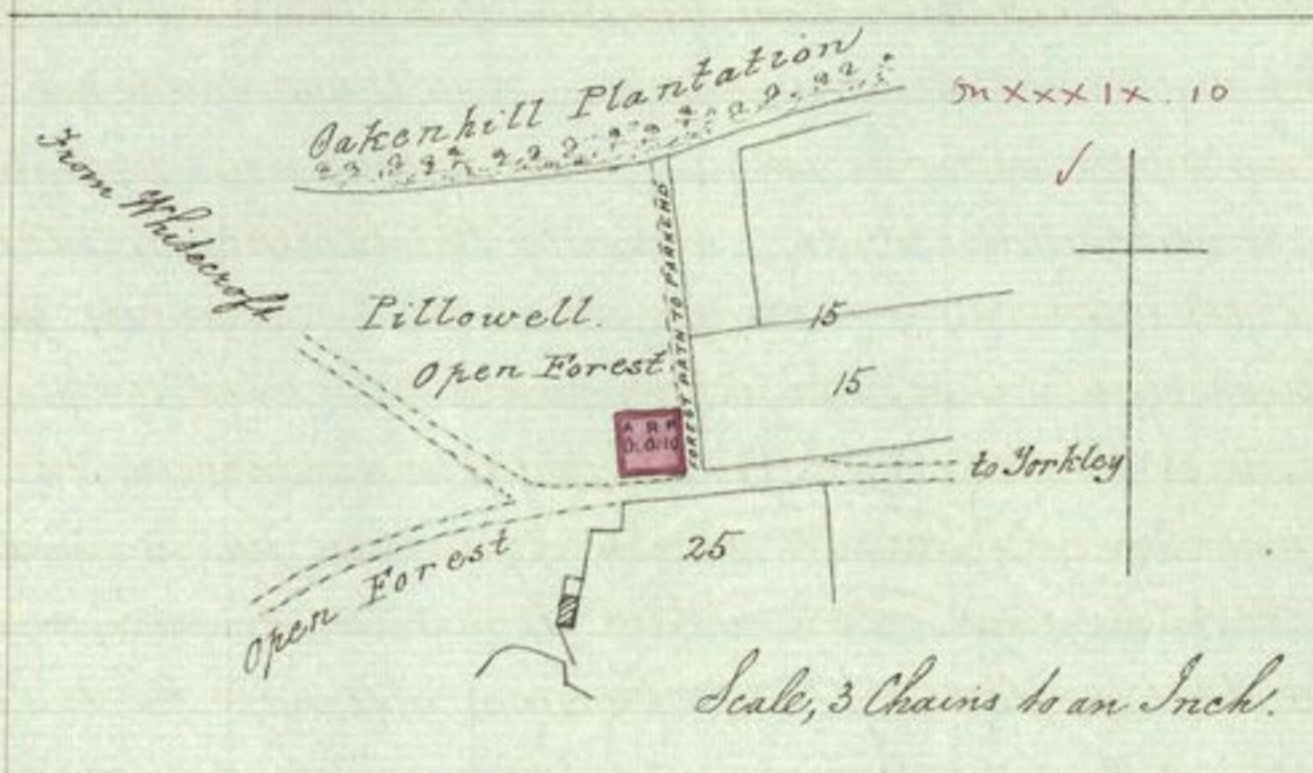 Oakenhill Plantation
XXXIX. 10
From Whitecroft
Pillowell.
Open Forest
FOREST PATH TO PARKEND
15
15
A R P
0:0:10
to Yorkley
Open Forest
25
Scale, 3 Chains to an Inch.